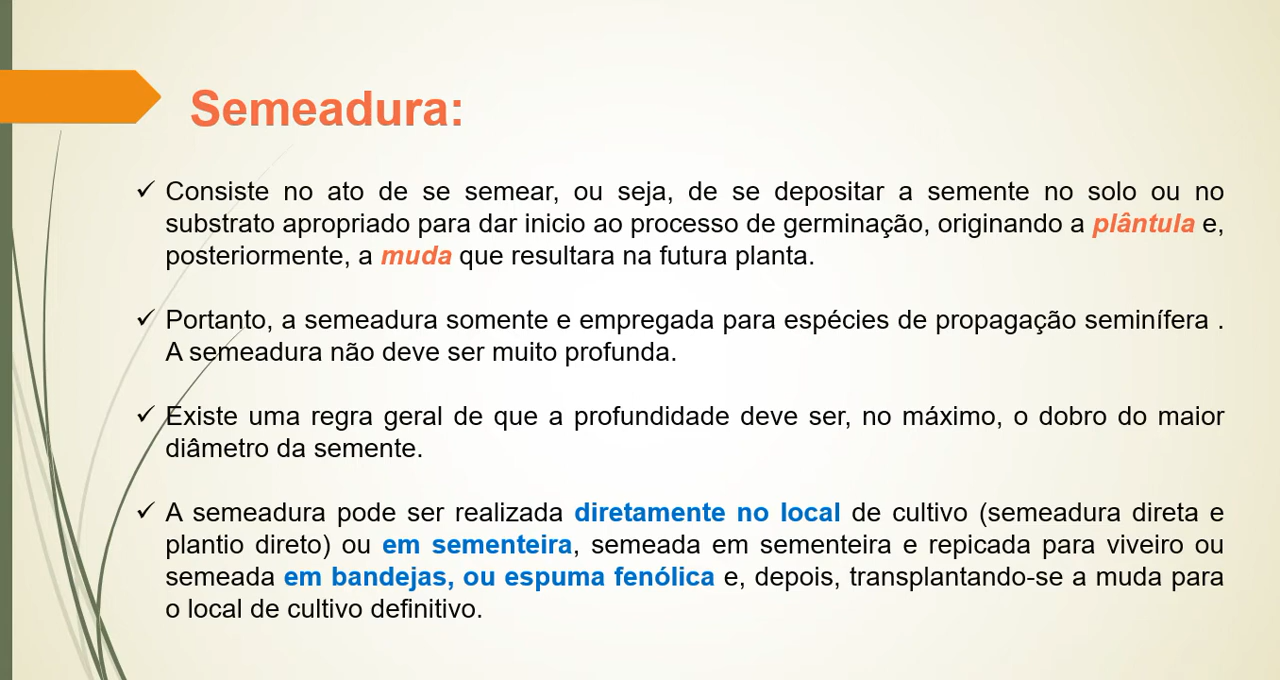 Semeadura:
✓ Consiste no ato de se semear, ou seja, de se depositar a semente no solo ou no
substrato apropriado para dar inicio ao processo de germinação, originando a plântula e,
posteriormente, a muda que resultara na futura planta.
✓ Portanto, a semeadura somente e empregada para espécies de propagação seminífera .
A semeadura não deve ser muito profunda.
✓ Existe uma regra geral de que a profundidade deve ser, no máximo, o dobro do maior
diâmetro da semente.
✓ A semeadura pode ser realizada diretamente no local de cultivo (semeadura direta e
plantio direto) ou em sementeira, semeada em sementeira e repicada para viveiro ou
semeada em bandejas, ou espuma fenólica e, depois, transplantando-se a muda para
o local de cultivo definitivo.